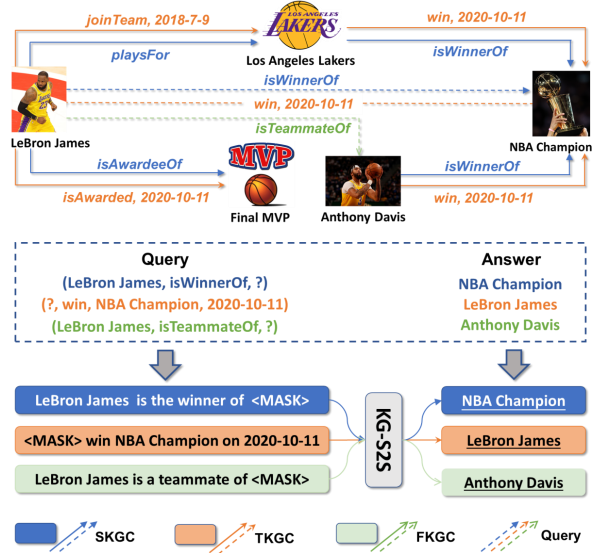 joinTeam, 2018-7-9
LOS ANGELES
LAKERS
win, 2020-10-11
playsFor
Los Angeles Lakers
isWinnerOf
isWinnerOf
win, 2020-10-11
isTeammateOf
LeBron James
NBA Champion
isAwardeeOf
MVP
isWinnerOf
isAwarded, 2020-10-11
win, 2020-10-11
Final MVP
Anthony Davis
Query
Answer
(LeBron James, isWinnerOf, ?)
NBA Champion
(?, win, NBA Champion, 2020-10-11)
LeBron James
(LeBron James, isTeammateOf, ?)
Anthony Davis
LeBron James is the winner of <MASK>
NBA Champion
<MASK> win NBA Champion on 2020-10-11
KG-S2S
LeBron James
LeBron James is a teammate of <MASK>
Anthony Davis
SKGC
TKGC
FKGC
Query